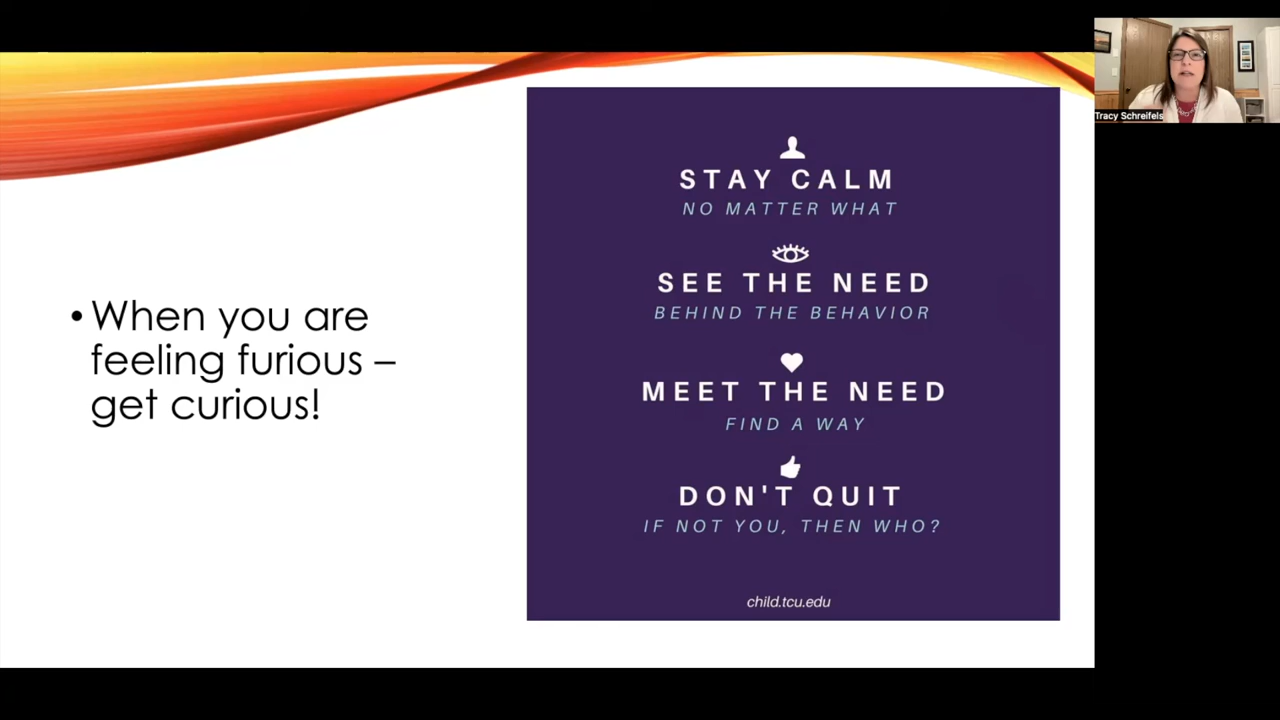 • When you are
feeling furious –
get curious!
STAY CALM
NO MATTER WHAT
SEE THE NEED
BEHIND THE BEHAVIOR
MEET THE NEED
FIND A WAY
DON'T QUIT
IF NOT YOU, THEN WHO?
child.tcu.edu
Tracy Schreifels